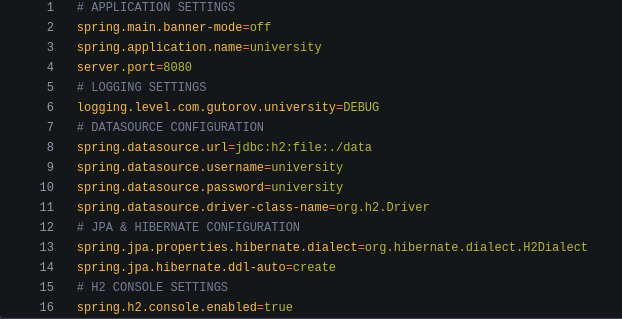 1 # APPLICATION SETTINGS
2 spring.main.banner-mode=off
3 spring.application.name=university
4 server.port=8080
5 # LOGGING SETTINGS
6 logging.level.com.gutorov.university=DEBUG
7 # DATASOURCE CONFIGURATION
8 spring.datasource.url=jdbc:h2:file:./data
9 spring.datasource.username=university
10 spring.datasource.password=university
11 spring.datasource.driver-class-name=org.h2.Driver
12 # JPA & HIBERNATE CONFIGURATION
13 spring.jpa.properties.hibernate.dialect=org.hibernate.dialect.H2Dialect
14 spring.jpa.hibernate.ddl-auto=create
15 # H2 CONSOLE SETTINGS
16 spring.h2.console.enabled=true